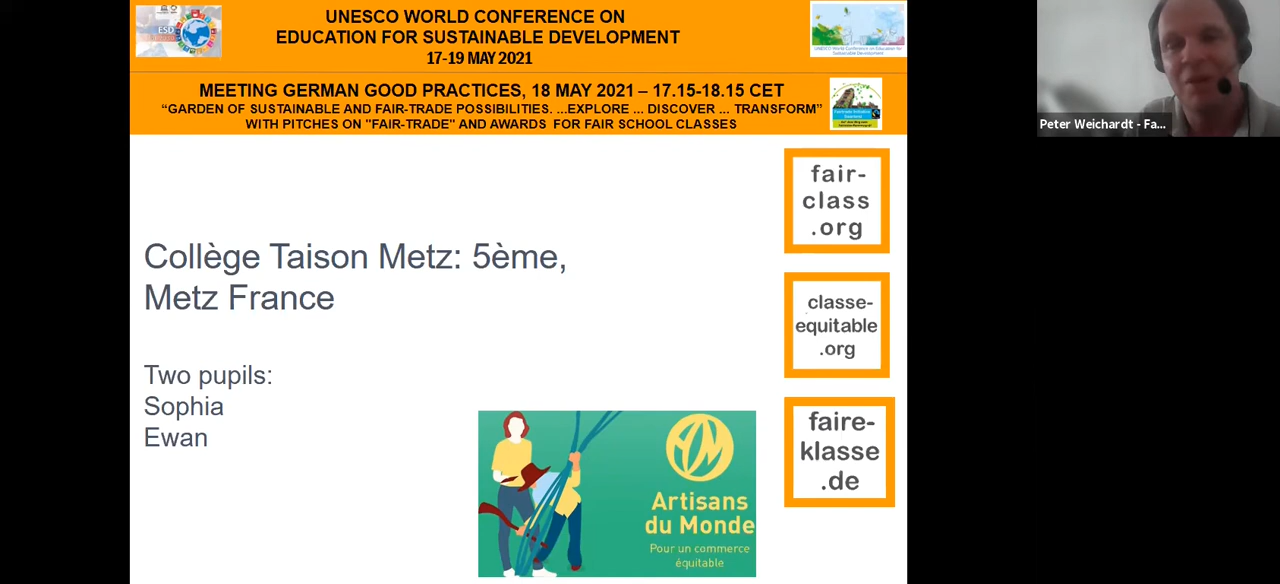 UNESCO WORLD CONFERENCE ON
EDUCATION FOR SUSTAINABLE DEVELOPMENT
17-19 MAY 2021
ESD
MEETING GERMAN GOOD PRACTICES, 18 MAY 2021 – 17.15-18.15 CET
“GARDEN OF SUSTAINABLE AND FAIR-TRADE POSSIBILITIES. ...EXPLORE ... DISCOVER ... TRANSFORM”
WITH PITCHES ON "FAIR-TRADE" AND AWARDS FOR FAIR SCHOOL CLASSES
Peter Weichardt - Fa...
Collège Taison Metz: 5ème,
Metz France
Two pupils:
Sophia
Ewan
Artisans
du Monde
Pour un commerce
équitable
fair-
class
.org
classe-
equitable
.org
faire-
klasse
.de